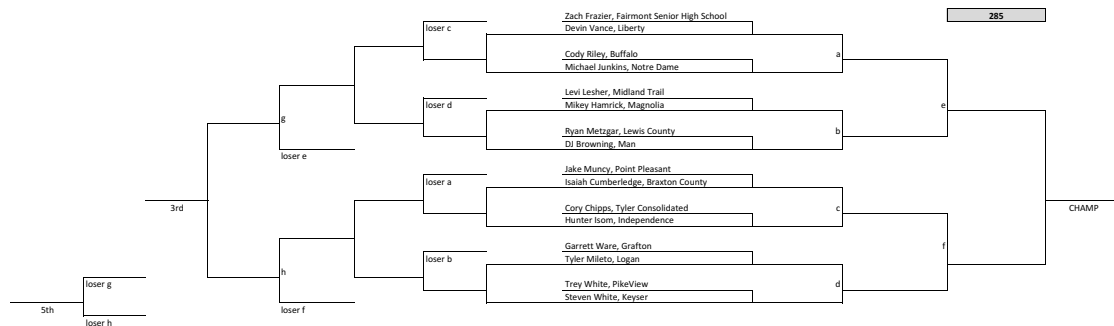 Zach Frazier, Fairmont Senior High School
285
loser c
Devin Vance, Liberty
Cody Riley, Buffalo
a
Michael Junkins, Notre Dame
Levi Lesher, Midland Trail
loser d
Mikey Hamrick, Magnolia
e
g
Ryan Metzgar, Lewis County
b
DJ Browning, Man
loser e
Jake Muncy, Point Pleasant
loser a
Isaiah Cumberledge, Braxton County
3rd
Cory Chipps, Tyler Consolidated
c
CHAMP
Hunter Isom, Independence
Garrett Ware, Grafton
f
loser b
Tyler Mileto, Logan
h
loser g
Trey White, PikeView
d
Steven White, Keyser
5th
loser f
loser h